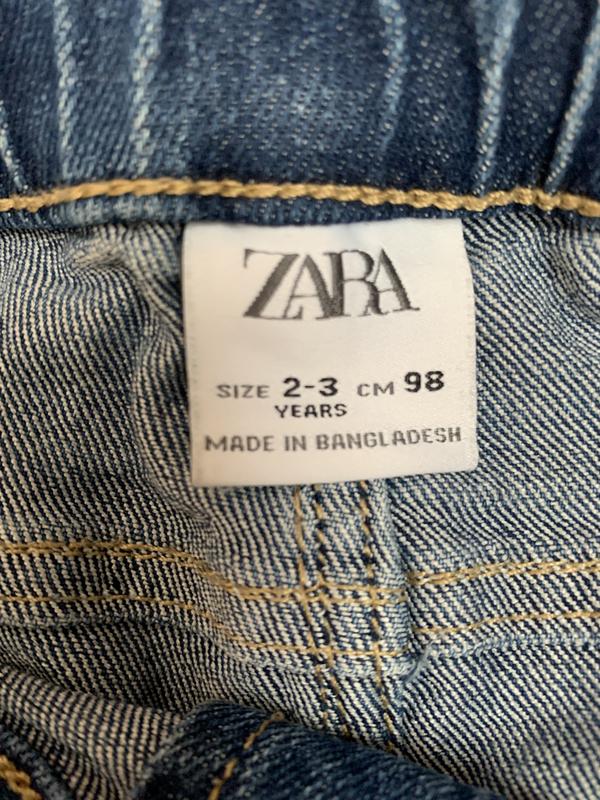 ZARA
SIZE 2-3 CM 98
YEARS
MADE IN BANGLADESH